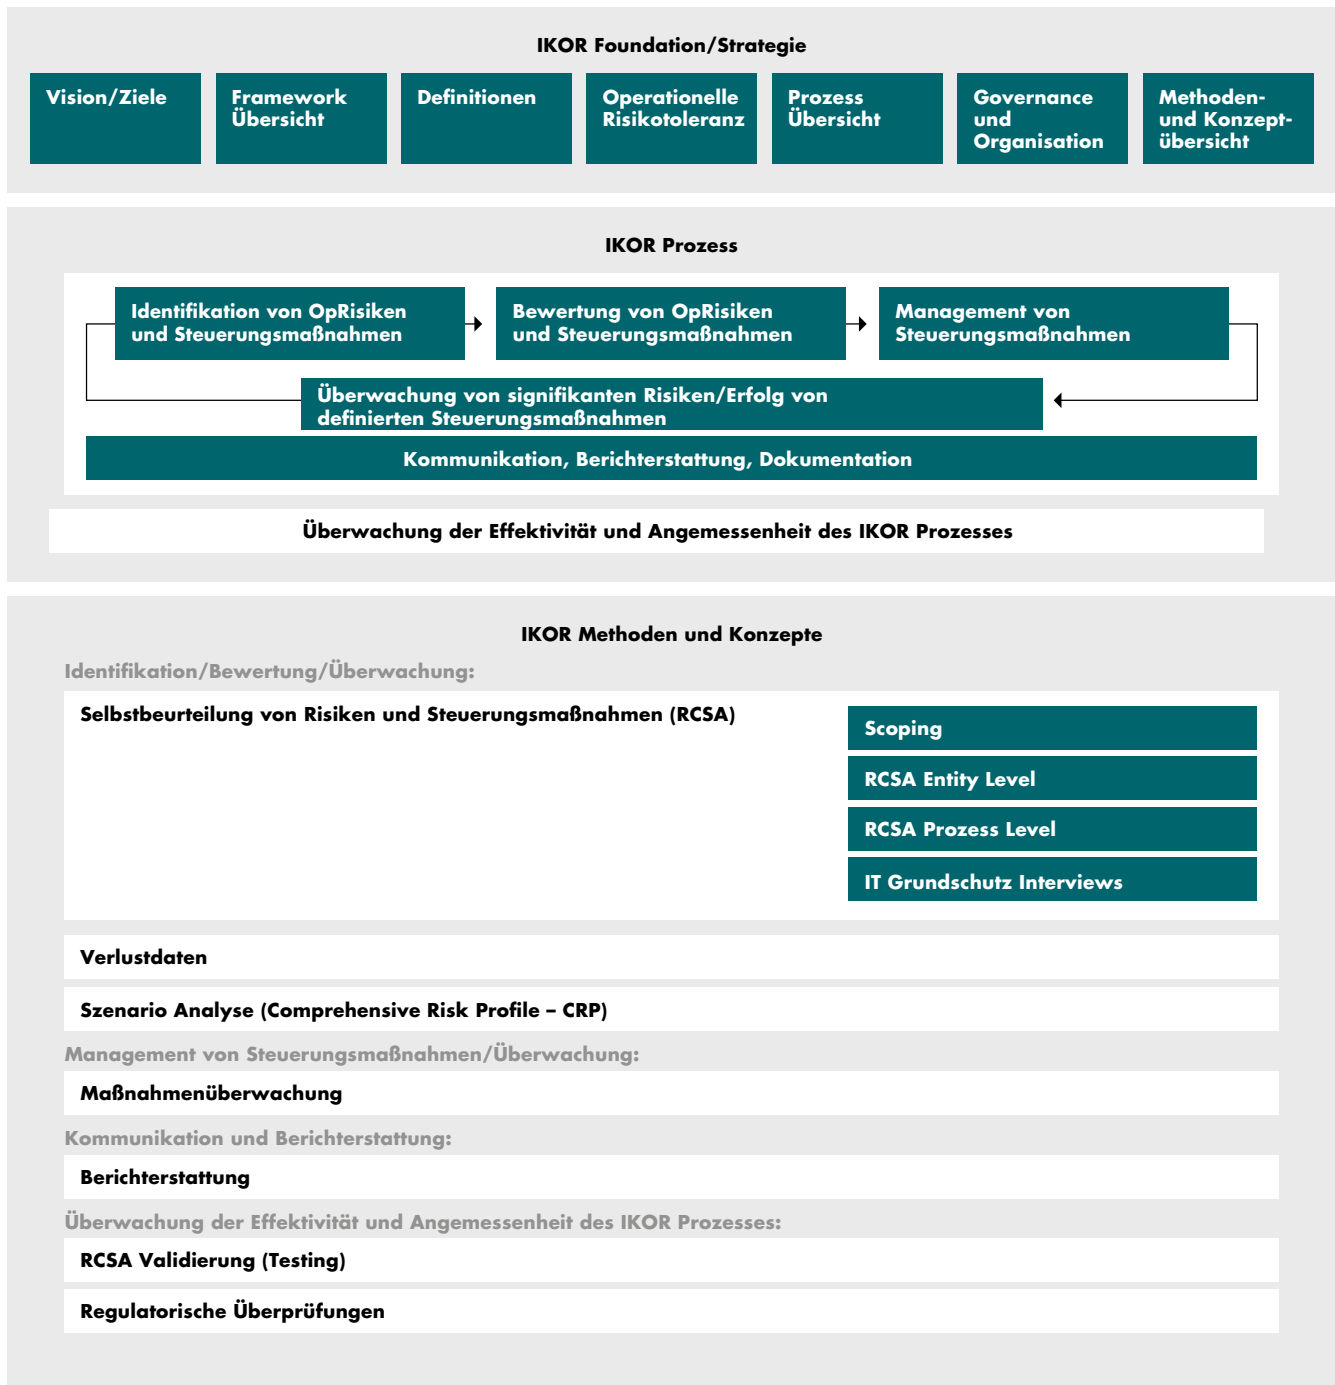 IKOR Foundation/Strategie
Vision/Ziele
Framework
Übersicht
Definitionen
Operationelle
Risikotoleranz
Prozess
Übersicht
Governance
und
Organisation
Methoden-
und Konzept-
übersicht
IKOR Prozess
Identifikation von OpRisiken
und Steuerungsmaßnahmen
Bewertung von OpRisiken
und Steuerungsmaßnahmen
Management von
Steuerungsmaßnahmen
Überwachung von signifikanten Risiken/Erfolg von
definierten Steuerungsmaßnahmen
Kommunikation, Berichterstattung, Dokumentation
Überwachung der Effektivität und Angemessenheit des IKOR Prozesses
IKOR Methoden und Konzepte
Identifikation/Bewertung/Überwachung:
Selbstbeurteilung von Risiken und Steuerungsmaßnahmen (RCSA)
Scoping
RCSA Entity Level
RCSA Prozess Level
IT Grundschutz Interviews
Verlustdaten
Szenario Analyse (Comprehensive Risk Profile – CRP)
Management von Steuerungsmaßnahmen/Überwachung:
Maßnahmenüberwachung
Kommunikation und Berichterstattung:
Berichterstattung
Überwachung der Effektivität und Angemessenheit des IKOR Prozesses:
RCSA Validierung (Testing)
Regulatorische Überprüfungen